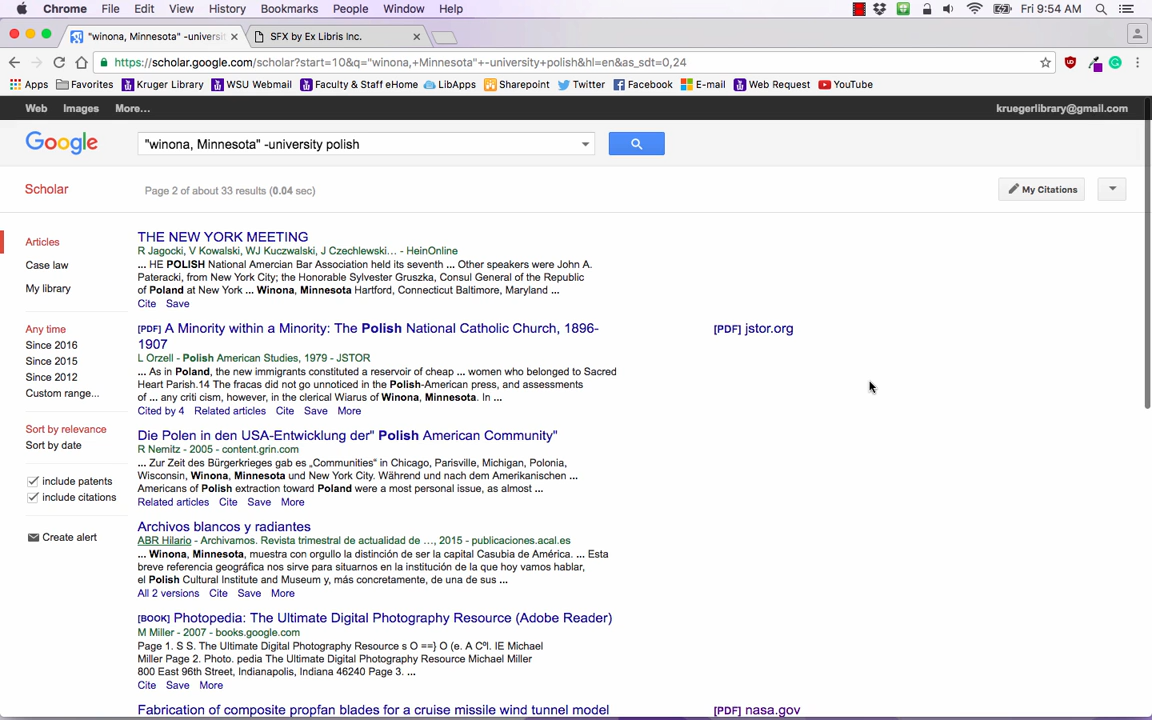 Chrome File Edit View History Bookmarks People Window Help Fri 9:54 AM
"winona, Minnesota" -universit
SFX by Ex Libris Inc.
https://scholar.google.com/scholar?start=10&q="winona,+Minnesota"+-university+polish&hl=en&as_sdt=0,24
Apps Favorites Kruger Library WSU Webmail Faculty & Staff eHome LibApps Sharepoint Twitter Facebook E-mail Web Request YouTube
Web Images More... kruegerlibrary@gmail.com
Google
"winona, Minnesota" -university polish
Scholar
Page 2 of about 33 results (0.04 sec)
My Citations
Articles
Case law
My library
Any time
Since 2016
Since 2015
Since 2012
Custom range...
Sort by relevance
Sort by date
include patents
include citations
Create alert
THE NEW YORK MEETING
R Jagocki, V Kowalski, WJ Kuczwalski, J Czechlewski… - HeinOnline
... HE POLISH National Amercian Bar Association held its seventh ... Other speakers were John A.
Pateracki, from New York City; the Honorable Sylvester Gruszka, Consul General of the Republic
of Poland at New York ... Winona, Minnesota Hartford, Connecticut Baltimore, Maryland ...
Cite Save
[PDF] A Minority within a Minority: The Polish National Catholic Church, 1896-
1907
L Orzell - Polish American Studies, 1979 - JSTOR
... As in Poland, the new immigrants constituted a reservoir of cheap ... women who belonged to Sacred
Heart Parish.14 The fracas did not go unnoticed in the Polish-American press, and assessments
of ... any criti cism, however, in the clerical Wiarus of Winona, Minnesota. In ...
Cited by 4 Related articles Cite Save More
[PDF] jstor.org
Die Polen in den USA-Entwicklung der" Polish American Community"
R Nemitz - 2005 - content.grin.com
... Zur Zeit des Bürgerkrieges gab es „Communities“ in Chicago, Parisville, Michigan, Polonia,
Wisconsin, Winona, Minnesota und New York City. Während und nach dem Amerikanischen ...
Americans of Polish extraction toward Poland were a most personal issue, as almost ...
Related articles Cite Save More
Archivos blancos y radiantes
ABR Hilario - Archivamos. Revista trimestral de actualidad de …, 2015 - publicaciones.acal.es
... Winona, Minnesota, muestra con orgullo la distinción de ser la capital Casubia de América. ... Esta
breve referencia geográfica nos sirve para situarnos en la institución de la que hoy vamos hablar,
el Polish Cultural Institute and Museum y, más concretamente, de una de sus ...
All 2 versions Cite Save More
[BOOK] Photopedia: The Ultimate Digital Photography Resource (Adobe Reader)
M Miller - 2007 - books.google.com
Page 1. S S. The Ultimate Digital Photography Resource s O ==} O (e. A Cºl. IE Michael
Miller Page 2. Photo. pedia The Ultimate Digital Photography Resource Michael Miller
800 East 96th Street, Indianapolis, Indiana 46240 Page 3. ...
Cite Save More
Fabrication of composite propfan blades for a cruise missile wind tunnel model
[PDF] nasa.gov